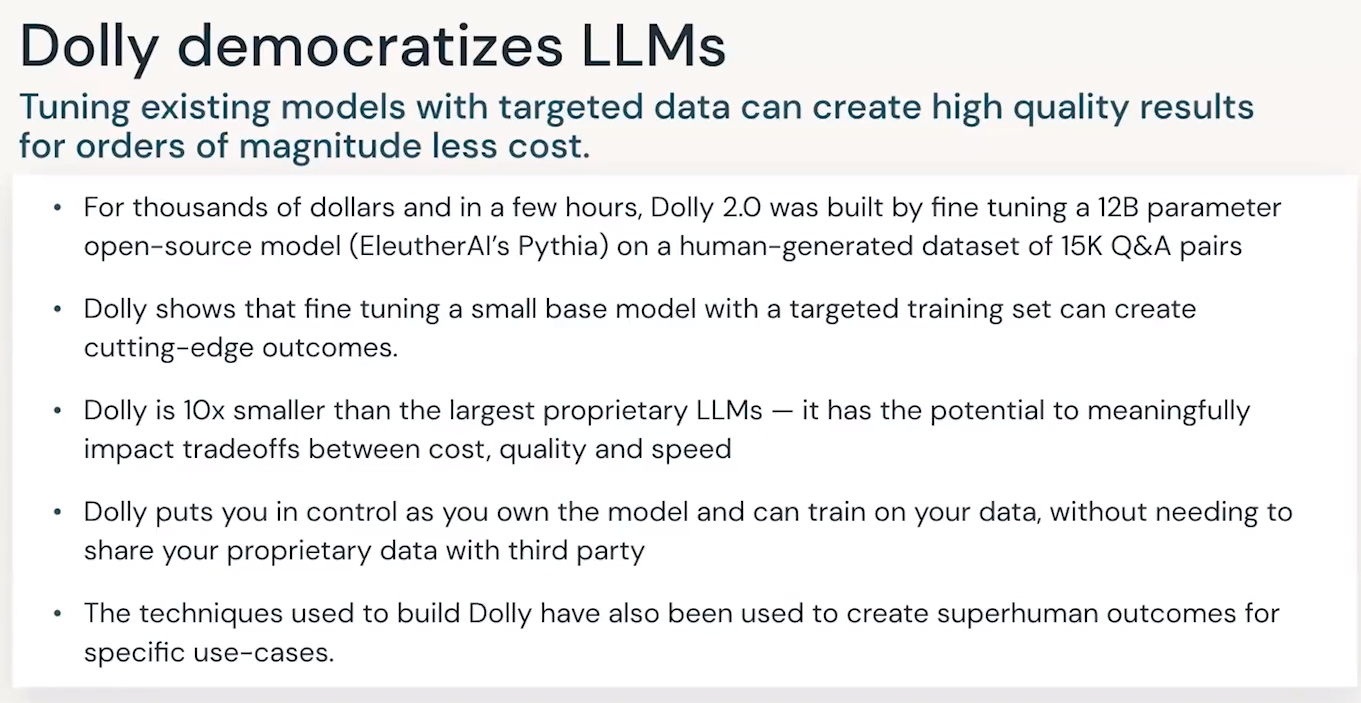 Dolly democratizes LLMs
Tuning existing models with targeted data can create high quality results
for orders of magnitude less cost.
• For thousands of dollars and in a few hours, Dolly 2.0 was built by fine tuning a 12B parameter
open-source model (EleutherAI's Pythia) on a human-generated dataset of 15K Q&A pairs
• Dolly shows that fine tuning a small base model with a targeted training set can create
cutting-edge outcomes.
• Dolly is 10x smaller than the largest proprietary LLMs — it has the potential to meaningfully
impact tradeoffs between cost, quality and speed
• Dolly puts you in control as you own the model and can train on your data, without needing to
share your proprietary data with third party
• The techniques used to build Dolly have also been used to create superhuman outcomes for
specific use-cases.